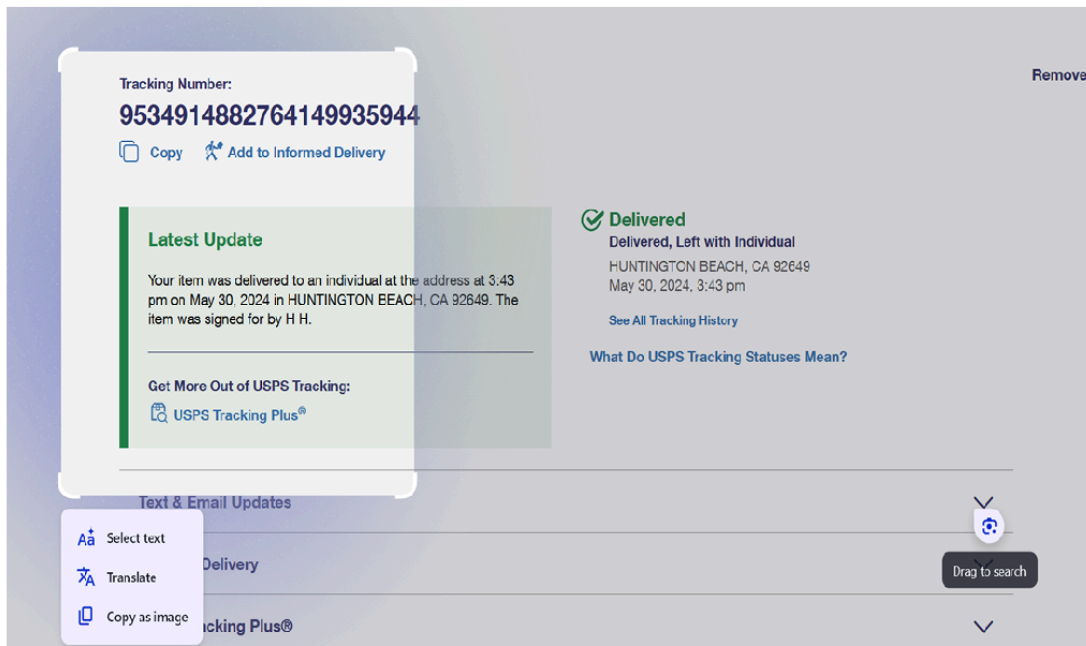 Tracking Number:
Remove
9534914882764149935944
Copy
Add to Informed Delivery
Latest Update
Your item was delivered to an individual at the address at 3:43
pm on May 30, 2024 in HUNTINGTON BEACH, CA 92649. The
item was signed for by H H.
Get More Out of USPS Tracking:
USPS Tracking Plus®
Delivered
Delivered, Left with Individual
HUNTINGTON BEACH, CA 92649
May 30, 2024, 3:43 pm
See All Tracking History
What Do USPS Tracking Statuses Mean?
Text & Email Updates
Delivery
cking Plus®
Select text
Translate
Copy as image
Drag to search